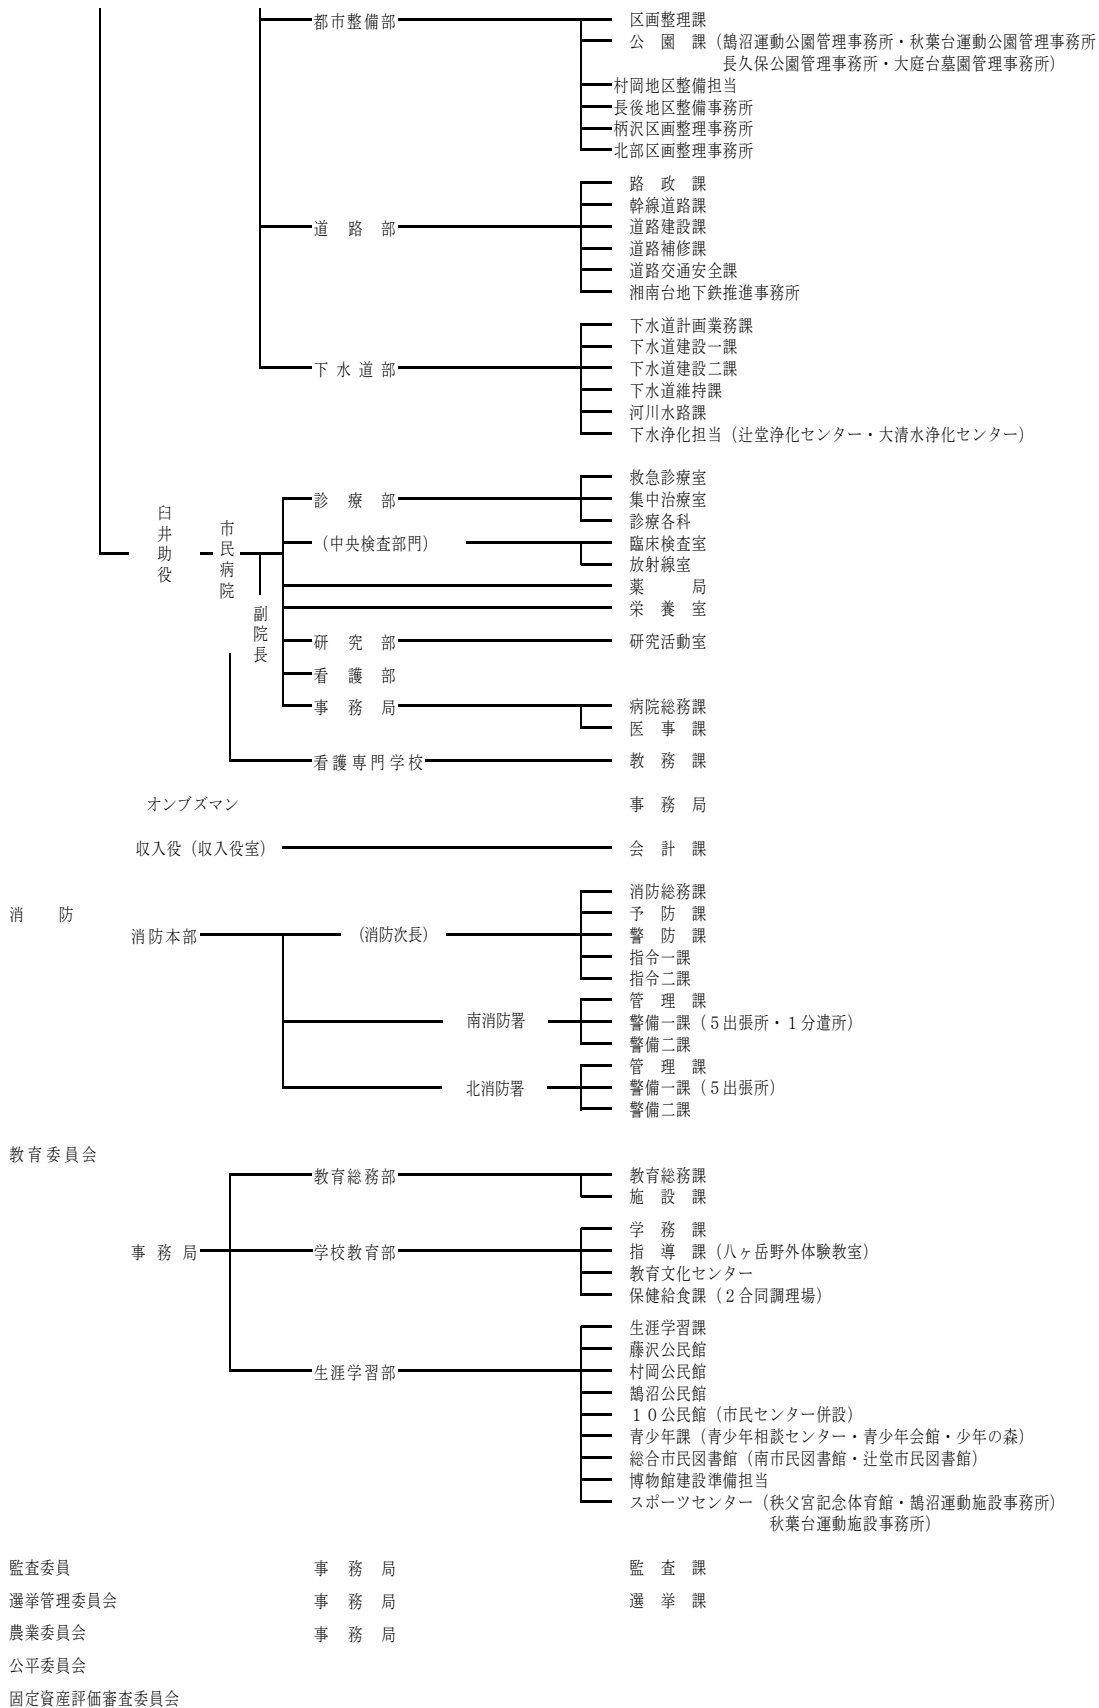 都市整備部 区画整理課
公　園　課（鵠沼運動公園管理事務所・秋葉台運動公園管理事務所
長久保公園管理事務所・大庭台墓園管理事務所）
村岡地区整備担当
長後地区整備事務所
柄沢区画整理事務所
北部区画整理事務所
路　政　課
幹線道路課
道　路　部 道路建設課
道路補修課
道路交通安全課
湘南台地下鉄推進事務所
下水道計画業務課
下水道建設一課
下水道部 下水道建設二課
下水道維持課
河川水路課
下水浄化担当（辻堂浄化センター・大清水浄化センター）
臼井助役
市民病院
副院長
救急診療室
診　療　部 集中治療室
診療各科
（中央検査部門） 臨床検査室
放射線室
薬　　　局
栄　養　室
研　究　部 研究活動室
看　護　部
事　務　局 病院総務課
医　事　課
看護専門学校 教　務　課
オンブズマン 事　務　局
収入役（収入役室） 会　計　課
消　　防
消防本部 （消防次長）
消防総務課
予　防　課
警　防　課
指令一課
指令二課
管　理　課
南消防署 警備一課（５出張所・１分遣所）
警備二課
管　理　課
北消防署 警備一課（５出張所）
警備二課
教育委員会
事　務　局
教育総務部 教育総務課
施　設　課
学　務　課
学校教育部 指　導　課（八ヶ岳野外体験教室）
教育文化センター
保健給食課（２合同調理場）
生涯学習課
藤沢公民館
生涯学習部 村岡公民館
鵠沼公民館
１０公民館（市民センター併設）
青少年課（青少年相談センター・青少年会館・少年の森）
総合市民図書館（南市民図書館・辻堂市民図書館）
博物館建設準備担当
スポーツセンター（秩父宮記念体育館・鵠沼運動施設事務所）
秋葉台運動施設事務所）
監査委員 事　務　局 監　査　課
選挙管理委員会 事　務　局 選　挙　課
農業委員会 事　務　局
公平委員会
固定資産評価審査委員会